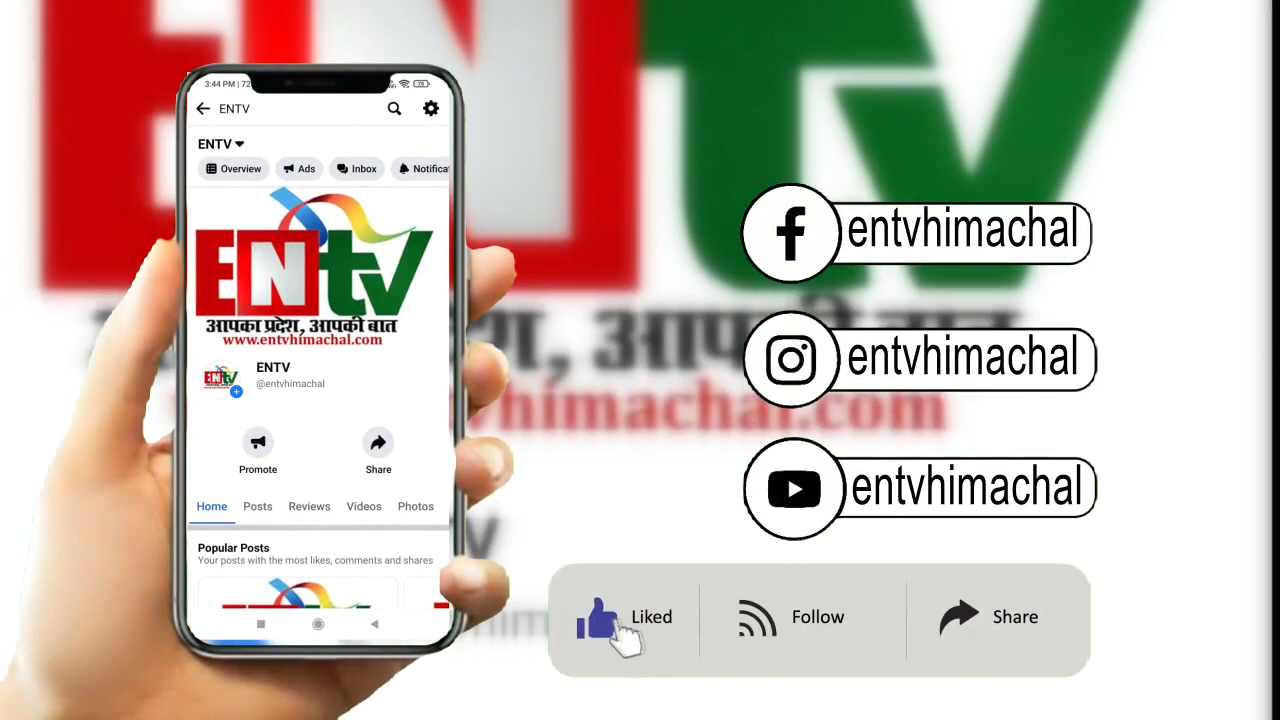 3:44 PM | 72
79
ENTV
ENTV
Overview
Ads
Inbox
Notifica
ENTV
आपका प्रदेश, आपकी बात
www.entvhimachal.com
ENTV
@entvhimachal
Promote
Share
Home
Posts
Reviews
Videos
Photos
Popular Posts
Your posts with the most likes, comments and shares
entvhimachal
entvhimachal
entvhimachal
Liked
Follow
Share